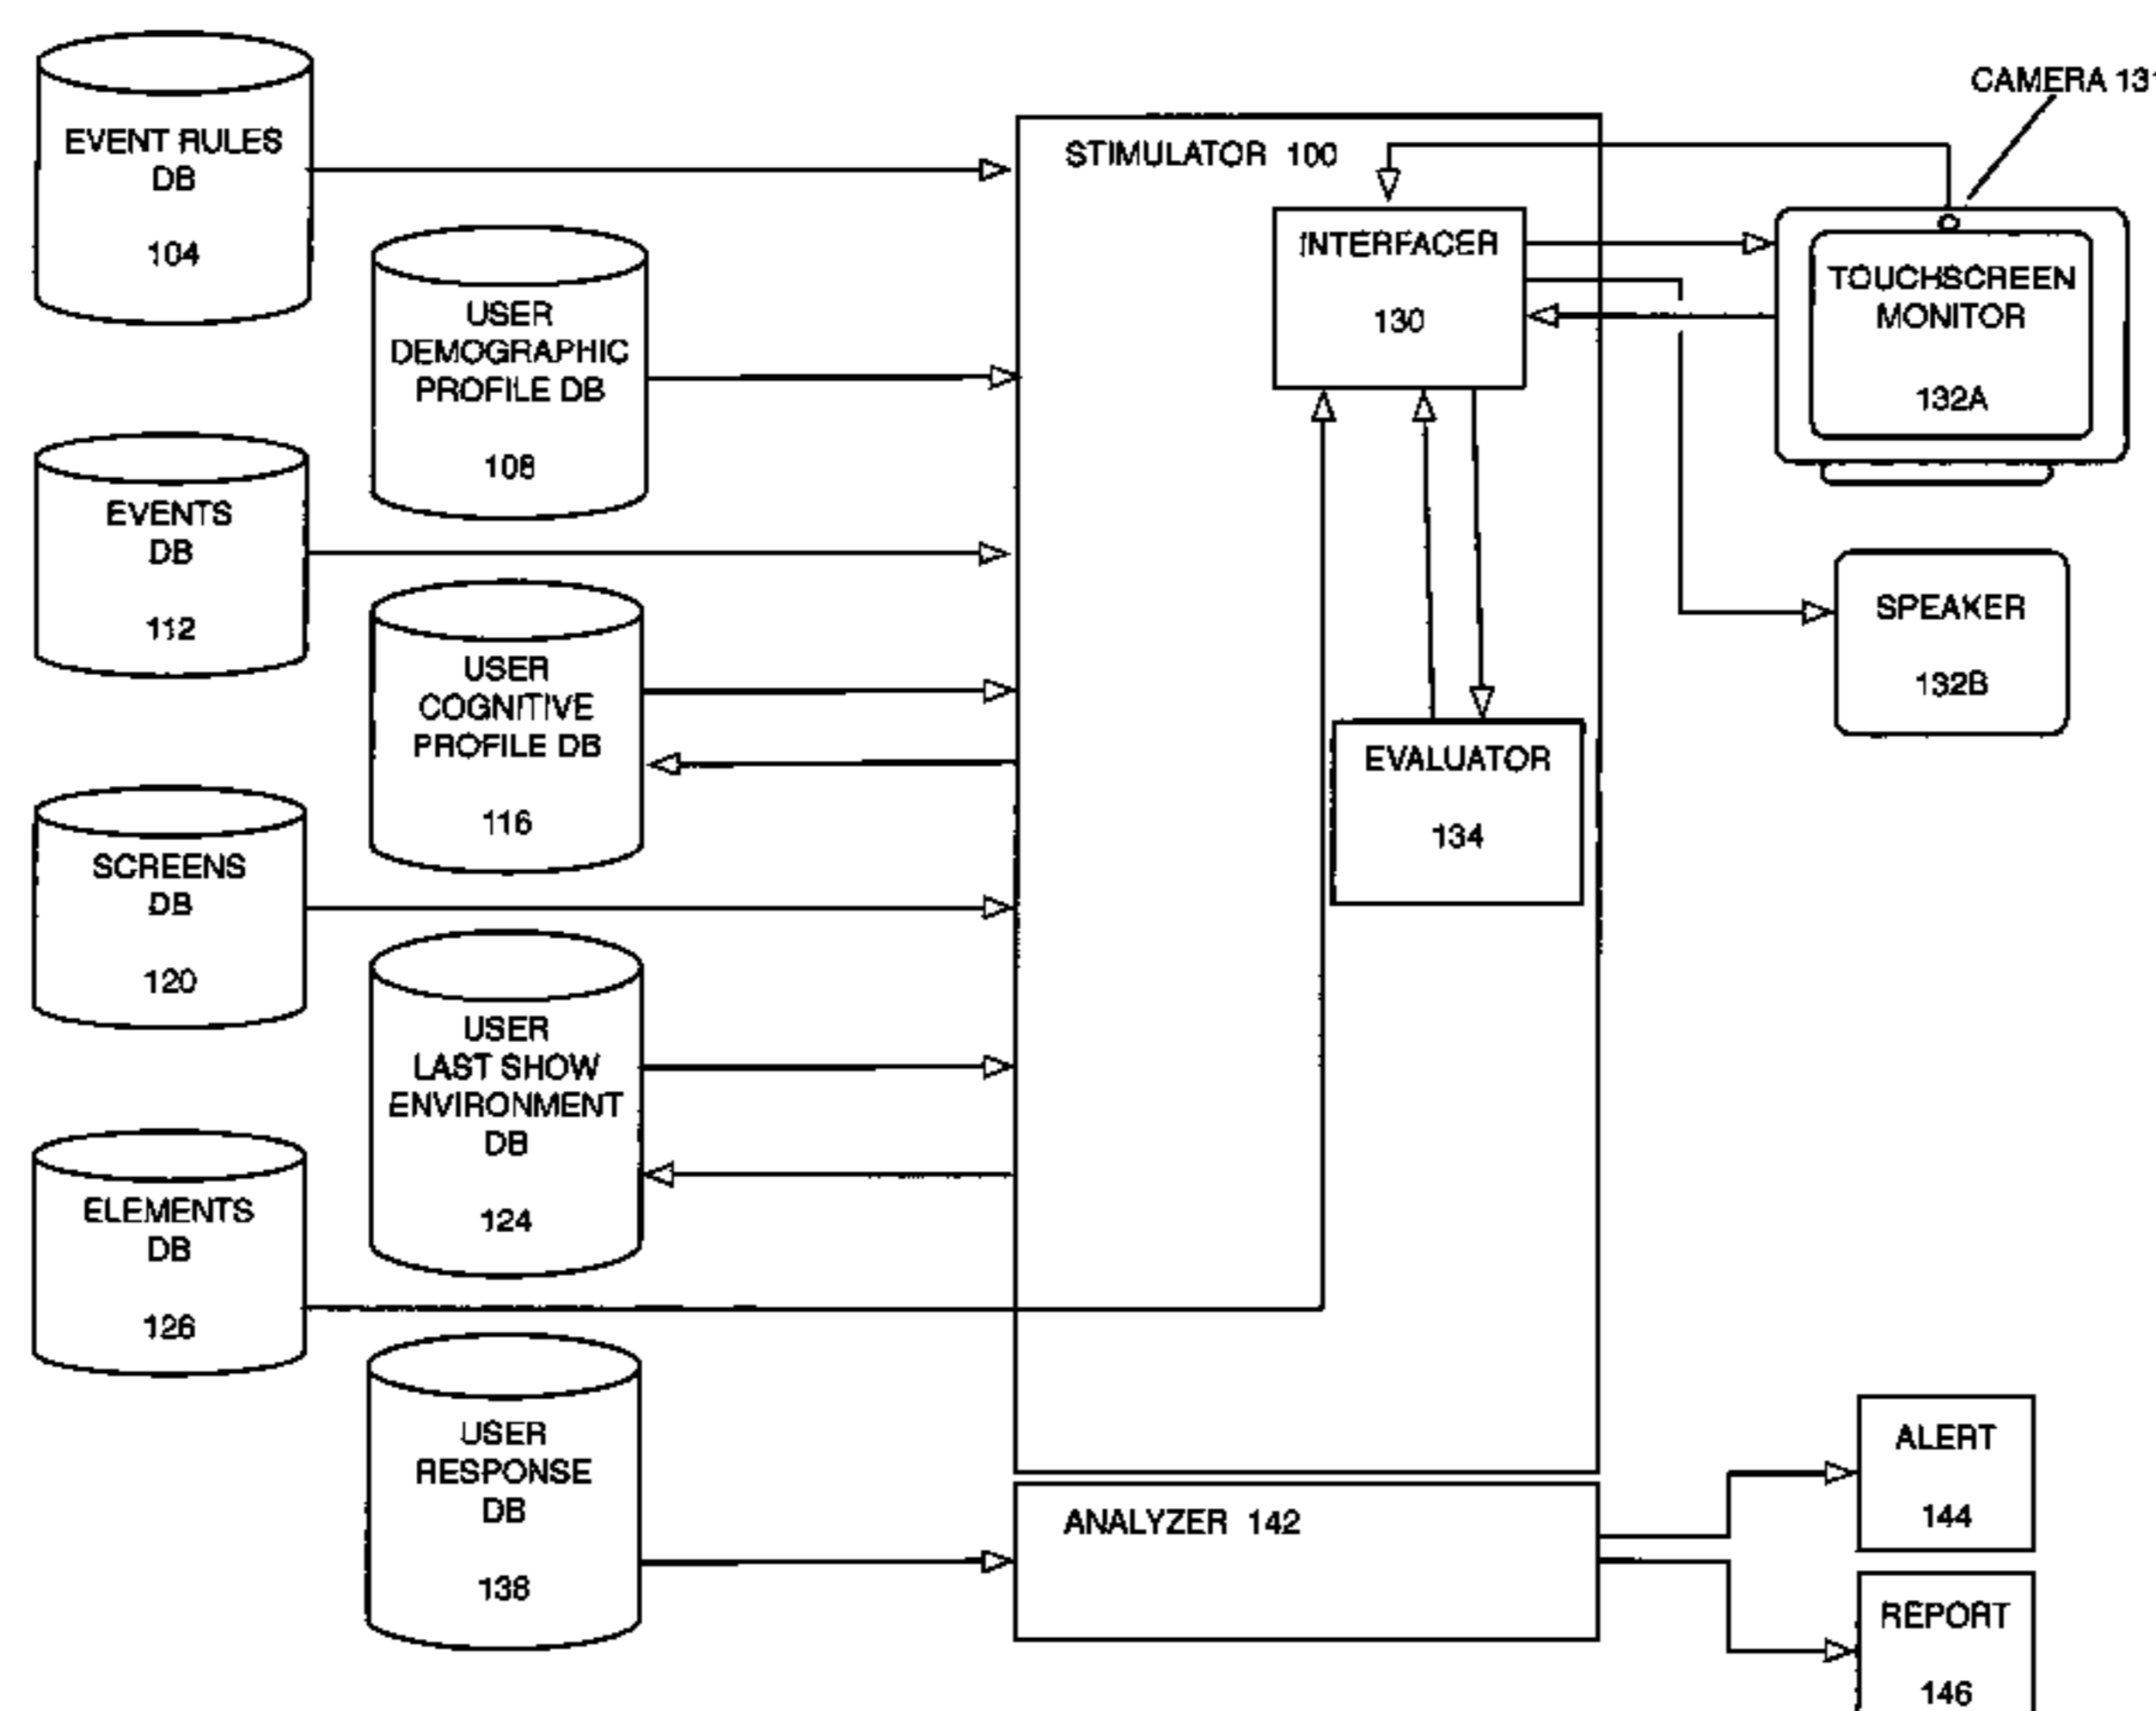 EVENT RULES
DB
104
USER
DEMOGRAPHIC
PROFILE DB
108
EVENTS
DB
112
USER
COGNITIVE
PROFILE DB
116
SCREENS
DB
120
USER
LAST SHOW
ENVIRONMENT
DB
124
ELEMENTS
DB
126
USER
RESPONSE
DB
138
STIMULATOR 100
INTERFACER
130
EVALUATOR
134
ANALYZER 142
CAMERA 131
TOUCHSCREEN
MONITOR
132A
SPEAKER
132B
ALERT
144
REPORT
146